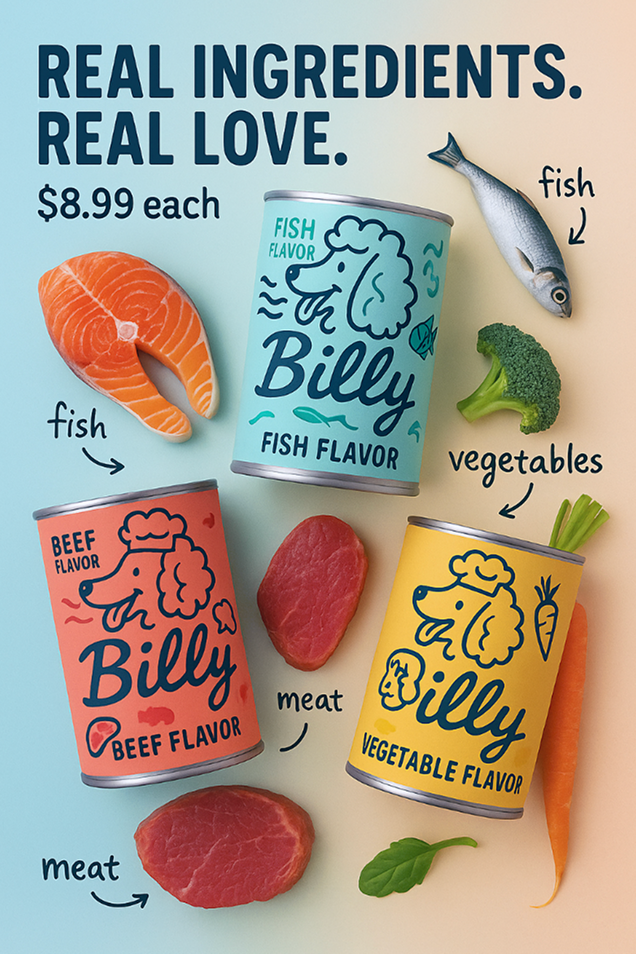 REAL INGREDIENTS.
REAL LOVE.
$8.99 each
fish
FISH
FLAVOR
Billy
FISH FLAVOR
fish
vegetables
BEEF
FLAVOR
Billy
BEEF FLAVOR
meat
illy
VEGETABLE FLAVOR
meat